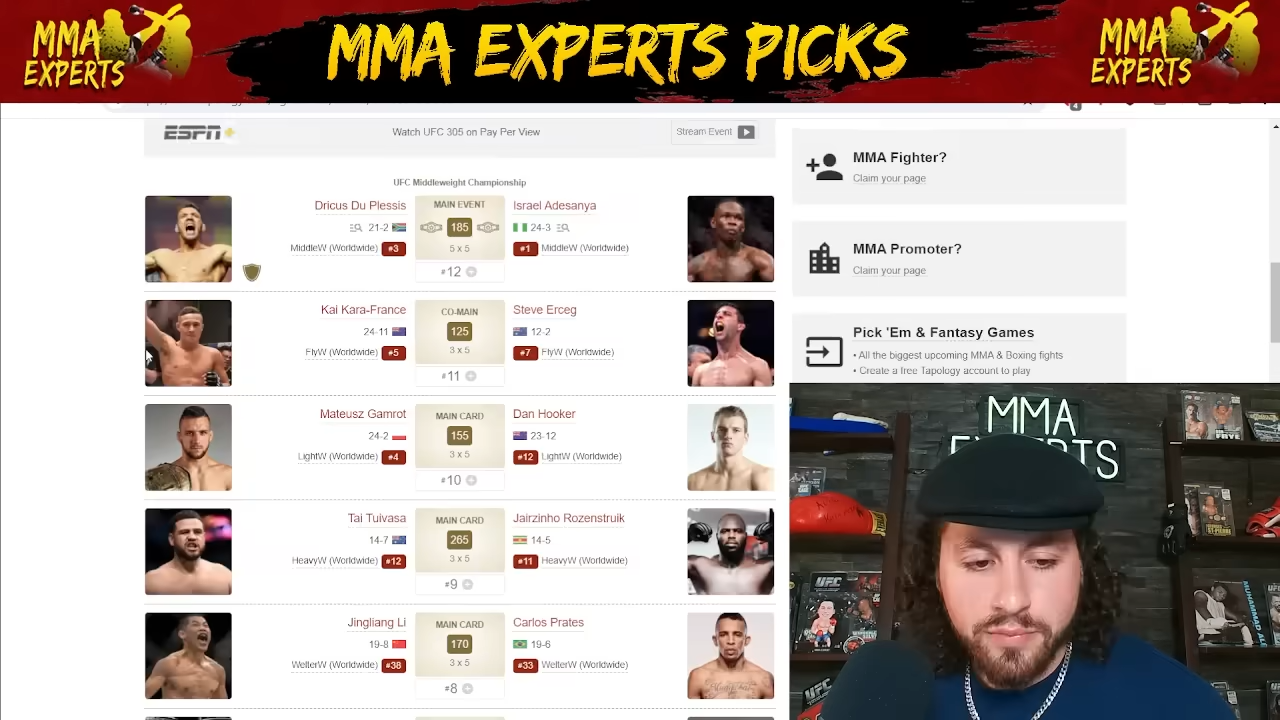 MMA EXPERTS
MMA EXPERTS PICKS
MMA EXPERTS
ESPN+
Watch UFC 305 on Pay Per View
Stream Event
UFC Middleweight Championship
Dricus Du Plessis
MAIN EVENT
Israel Adesanya
21-2
185
24-3
MiddleW (Worldwide) #3
5 x 5
#1 MiddleW (Worldwide)
#12
Kai Kara-France
CO-MAIN
Steve Erceg
24-11
125
12-2
FlyW (Worldwide) #5
3 x 5
#7 FlyW (Worldwide)
#11
Mateusz Gamrot
MAIN CARD
Dan Hooker
24-2
155
23-12
LightW (Worldwide) #4
3 x 5
#12 LightW (Worldwide)
#10
Tai Tuivasa
MAIN CARD
Jairzinho Rozenstruik
14-7
265
14-5
HeavyW (Worldwide) #12
3 x 5
#11 HeavyW (Worldwide)
#9
Jingliang Li
MAIN CARD
Carlos Prates
19-8
170
19-6
WelterW (Worldwide) #38
3 x 5
#33 WelterW (Worldwide)
#8
MMA Fighter?
Claim your page
MMA Promoter?
Claim your page
Pick 'Em & Fantasy Games
• All the biggest upcoming MMA & Boxing fights
• Create a free Tapology account to play
MMA
EXPERTS
UFC
UFC